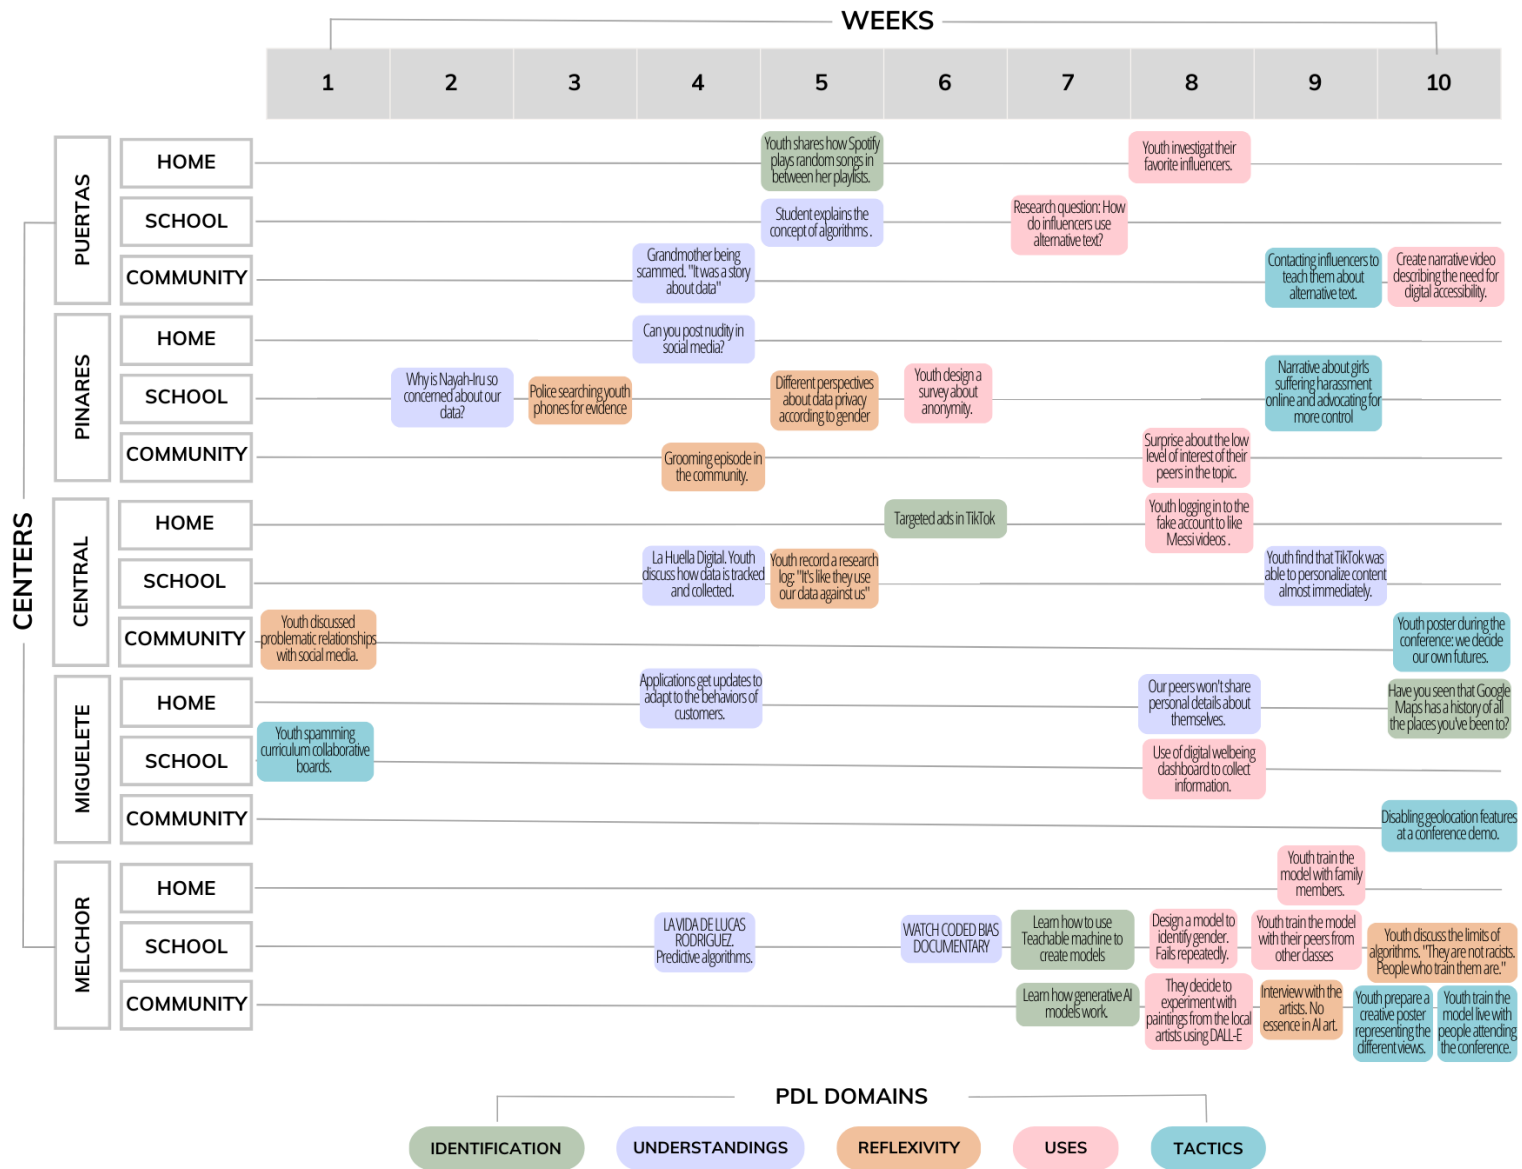 WEEKS
1 2 3 4 5 6 7 8 9 10
CENTERS
PUERTAS
HOME
Youth shares how Spotify
plays random songs in
between her playlists.
Youth investigat their
favorite influencers.
SCHOOL
Student explains the
concept of algorithms .
Research question: How
do influencers use
alternative text?
COMMUNITY
Grandmother being
scammed. "It was a story
about data"
Contacting influencers to
teach them about
alternative text.
Create narrative video
describing the need for
digital accessibility.
PINARES
HOME
Can you post nudity in
social media?
SCHOOL
Why is Nayah-Iru so
concerned about our
data?
Police searching youth
phones for evidence
Different perspectives
about data privacy
according to gender
Youth design a
survey about
anonymity.
Narrative about girls
suffering harassment
online and advocating for
more control
COMMUNITY
Grooming episode in
the community.
Surprise about the low
level of interest of their
peers in the topic.
CENTRAL
HOME
Targeted ads in TikTok
Youth logging in to the
fake account to like
Messi videos .
SCHOOL
La Huella Digital. Youth
discuss how data is tracked
and collected.
Youth record a research
log: "It's like they use
our data against us"
Youth find that TikTok was
able to personalize content
almost immediately.
COMMUNITY
Youth discussed
problematic relationships
with social media.
Youth poster during the
conference: we decide
our own futures.
MIGUELETE
HOME
Applications get updates to
adapt to the behaviors of
customers.
Our peers won't share
personal details about
themselves.
Have you seen that Google
Maps has a history of all
the places you've been to?
SCHOOL
Youth spamming
curriculum collaborative
boards.
Use of digital welbeing
dashboard to collect
information.
COMMUNITY
Disabling geolocation features
at a conference demo.
MELCHOR
HOME
Youth train the
model with family
members.
SCHOOL
LA VIDA DE LUCAS
RODRIGUEZ.
Predictive algorithms.
WATCH CODED BIAS
DOCUMENTARY
Learn how to use
Teachable machine to
create models
Design a model to
identify gender.
Fails repeatedly.
Youth train the model
with their peers from
other classes
Youth discuss the limits of
algorithms. "They are not racists.
People who train them are."
COMMUNITY
Learn how generative AI
models work.
They decide to
experiment with
paintings from the local
artists using DALL-E
Interview with the
artists. No
essence in AI art.
Youth prepare a
creative poster
representing the
different views.
Youth train the
model live with
people attending
the conference.
PDL DOMAINS
IDENTIFICATION
UNDERSTANDINGS
REFLEXIVITY
USES
TACTICS